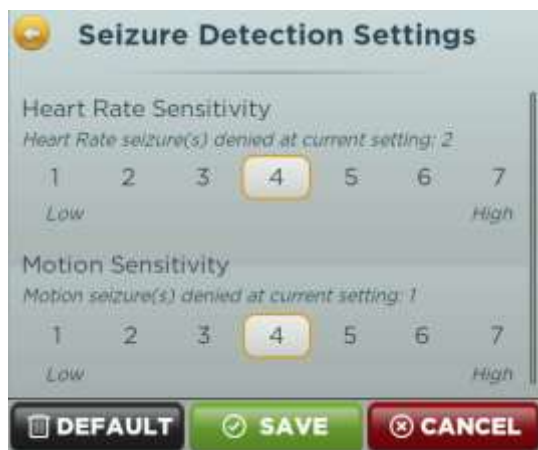 Seizure Detection Settings
Heart Rate Sensitivity
Heart Rate seizure(s) denied at current setting: 2
1 2 3 4 5 6 7
Low High
Motion Sensitivity
Motion seizure(s) denied at current setting: 1
1 2 3 4 5 6 7
Low High
DEFAULT SAVE CANCEL